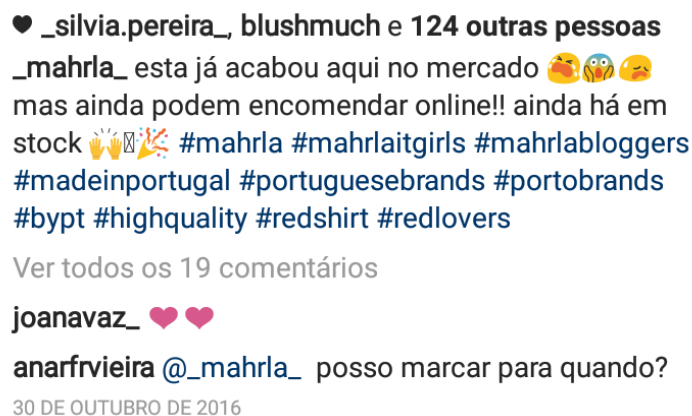 _silvia.pereira_, blushmuch e 124 outras pessoas
_mahrla_ esta já acabou aqui no mercado 😭😱😥
mas ainda podem encomendar online!! ainda há em
stock 🙌🏻🎉 #mahrla #mahrlaitgirls #mahrlabloggers
#madeinportugal #portuguesebrands #portobrands
#bypt #highquality #redshirt #redlovers
Ver todos os 19 comentários
joanavaz_ ❤❤
anarfrvieira @_mahrla_ posso marcar para quando?
30 DE OUTUBRO DE 2016